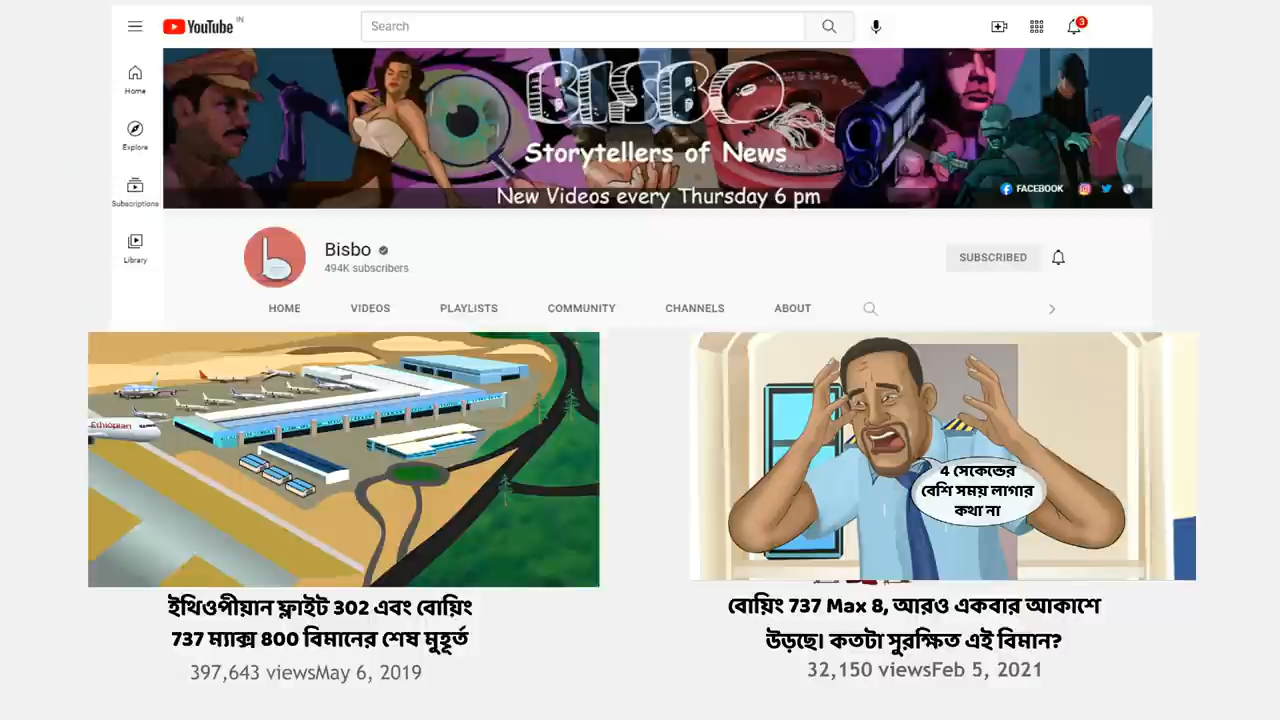 YouTube IN
Search
3
Home
Explore
Subscriptions
Library
BISBO
Storytellers of News
New Videos every Thursday 6 pm
FACEBOOK
Bisbo
494K subscribers
SUBSCRIBED
HOME VIDEOS PLAYLISTS COMMUNITY CHANNELS ABOUT
Ethiopian
4 সেকেন্ডের
বেশি সময় লাগার
কথা না
ইথিওপীয়ান ফ্লাইট 302 এবং বোয়িং
737 ম্যাক্স 800 বিমানের শেষ মুহূর্ত
397,643 viewsMay 6, 2019
বোয়িং 737 Max 8, আরও একবার আকাশে
উড়ছে। কতটা সুরক্ষিত এই বিমান?
32,150 viewsFeb 5, 2021